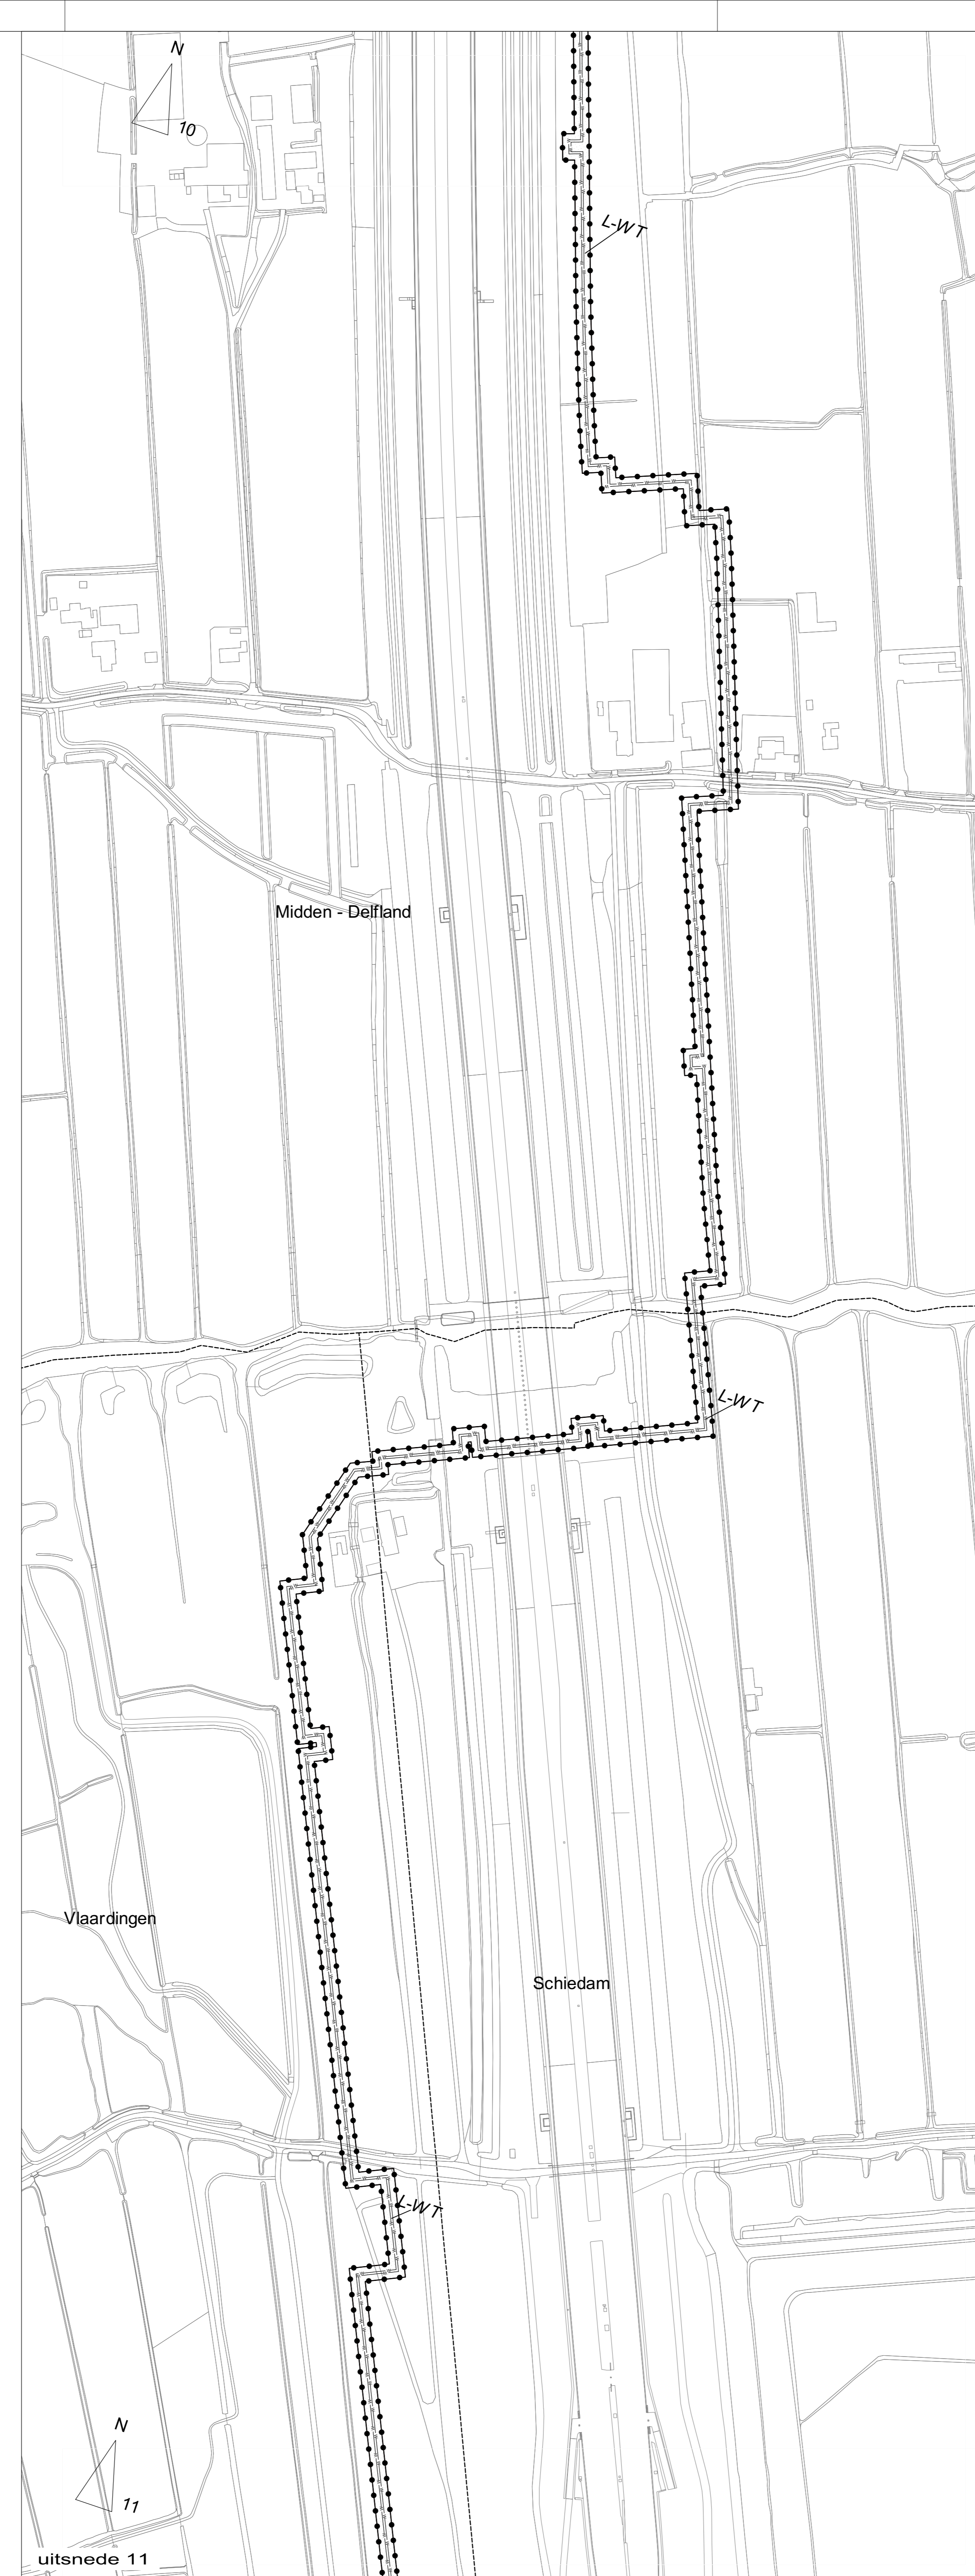 N
10
L-WT
Midden - Delfland
L-WT
Vlaardingen
Schiedam
L-WT
N
11
uitsnede 11